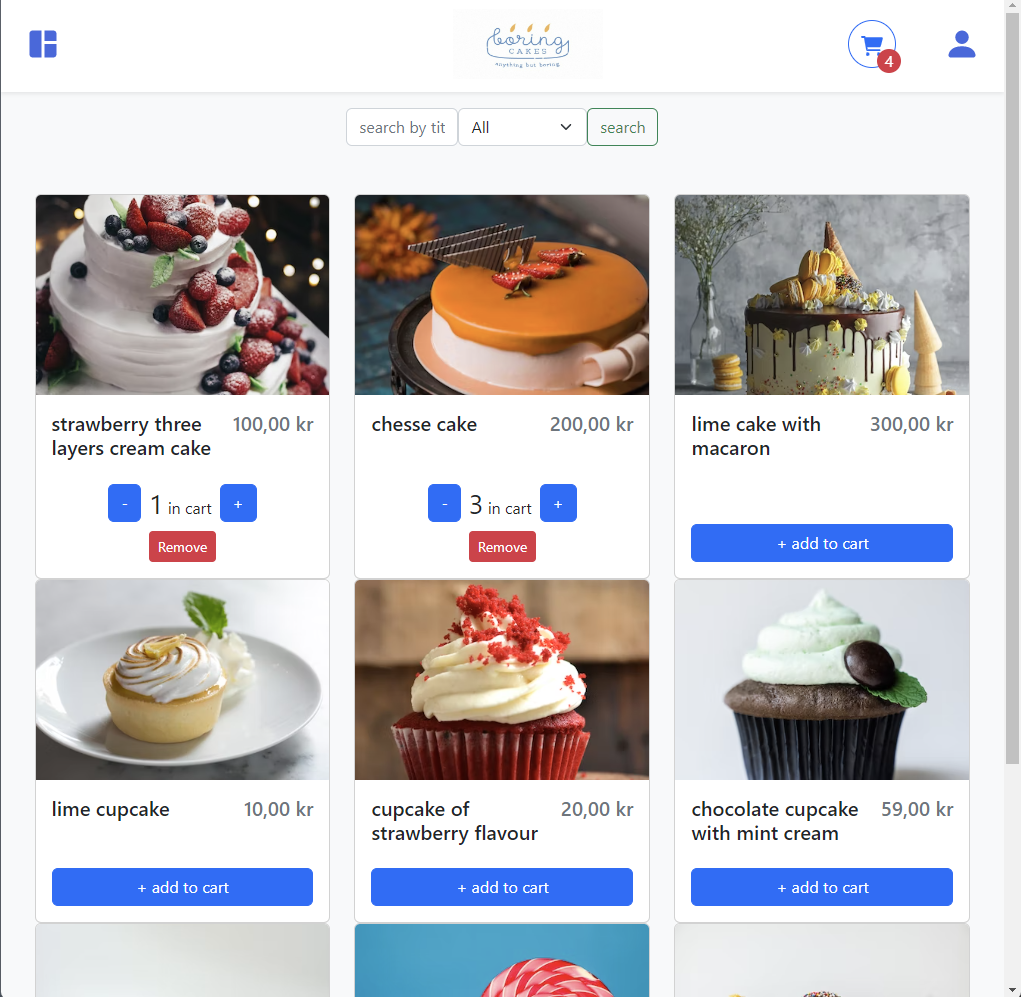 boring
CAKES
anything but boring
4
search by tit
All
search
strawberry three
layers cream cake
100,00 kr
- 1 in cart +
Remove
chesse cake
200,00 kr
- 3 in cart +
Remove
lime cake with
macaron
300,00 kr
+ add to cart
lime cupcake
10,00 kr
+ add to cart
cupcake of
strawberry flavour
20,00 kr
+ add to cart
chocolate cupcake
with mint cream
59,00 kr
+ add to cart